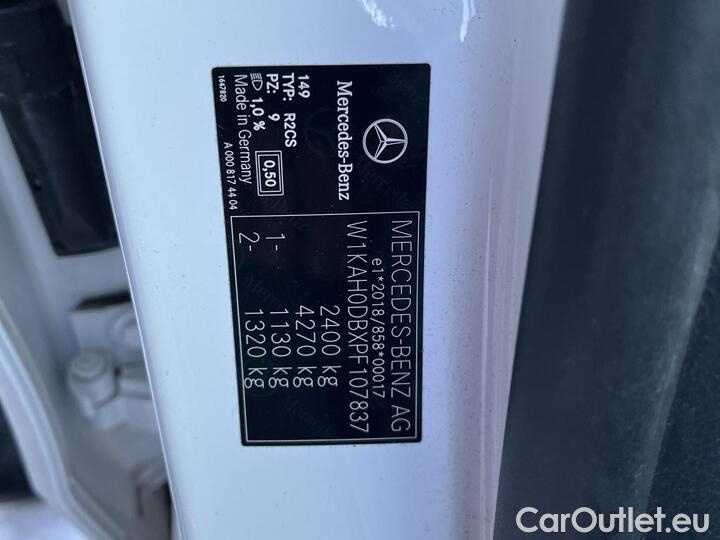 MERCEDES-BENZ AG
e1*2018/858*00017
W1KAH0DBXPF107837
2400 kg
4270 kg
1- 1130 kg
2- 1320 kg
Mercedes-Benz
149
TYP: R2CS
PZ: 9
1,0 %
0,50
Made in Germany
1647820
A 000 817 44 04
CarOutlet.eu